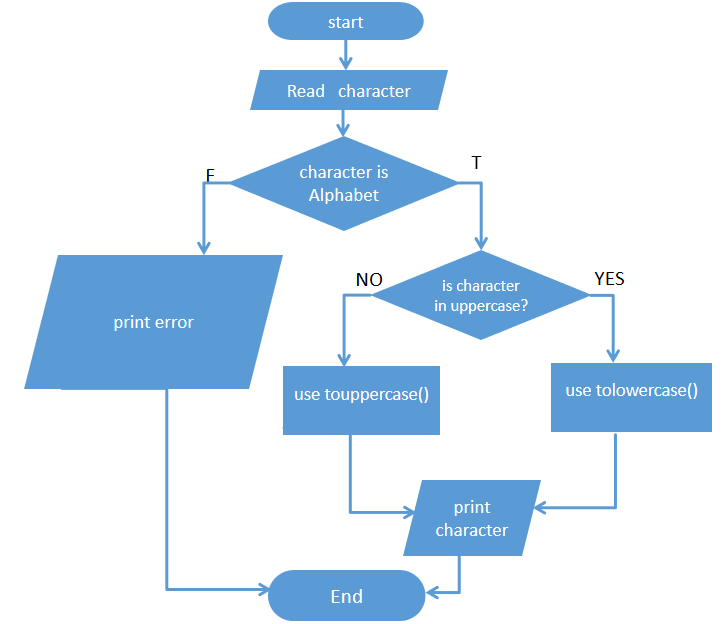 start
Read character
character is
Alphabet
F
T
is character
in uppercase?
NO
YES
print error
use touppercase()
use tolowercase()
print
character
End